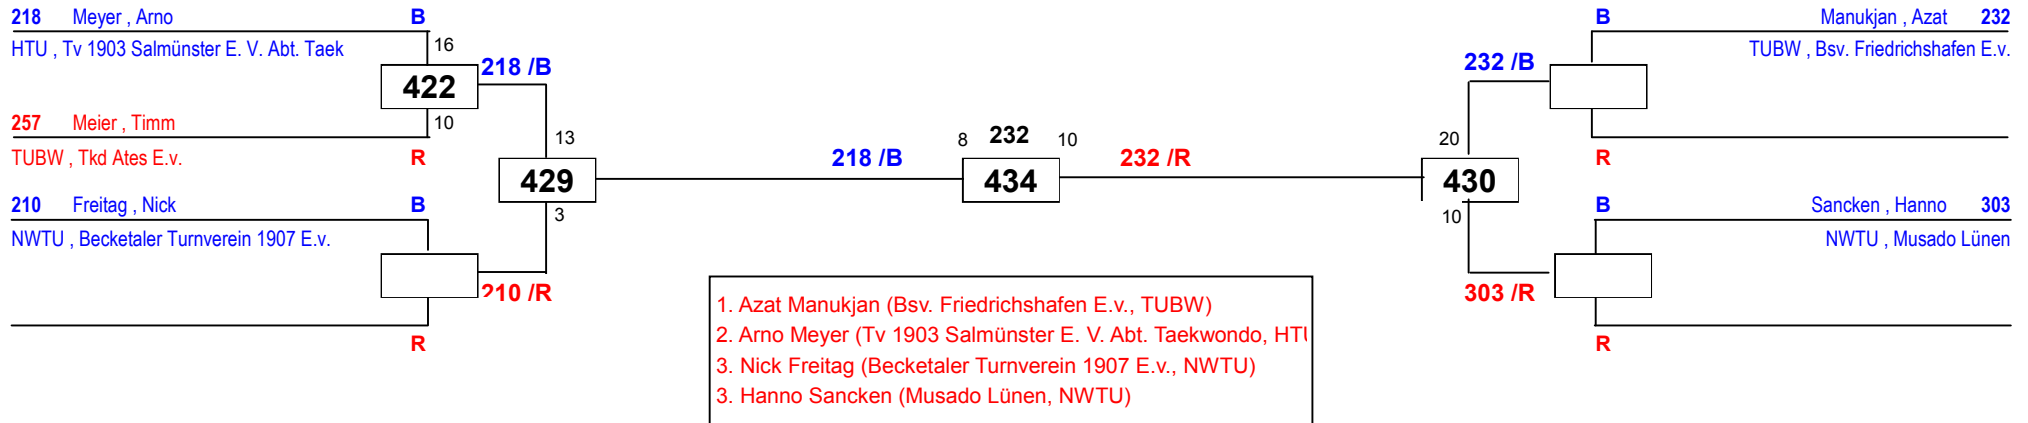 218 Meyer , Arno B
HTU , Tv 1903 Salmünster E. V. Abt. Taek
16
422
218 /B
10
257 Meier , Timm
TUBW , Tkd Ates E.v. R
13
429
3
210 Freitag , Nick B
NWTU , Becketaler Turnverein 1907 E.v.
210 /R
R
218 /B
8 232 10
434
232 /R
B Manukjan , Azat 232
TUBW , Bsv. Friedrichshafen E.v.
232 /B
R
20
430
10
B Sancken , Hanno 303
NWTU , Musado Lünen
303 /R
R
1. Azat Manukjan (Bsv. Friedrichshafen E.v., TUBW)
2. Arno Meyer (Tv 1903 Salmünster E. V. Abt. Taekwondo, HTU
3. Nick Freitag (Becketaler Turnverein 1907 E.v., NWTU)
3. Hanno Sancken (Musado Lünen, NWTU)